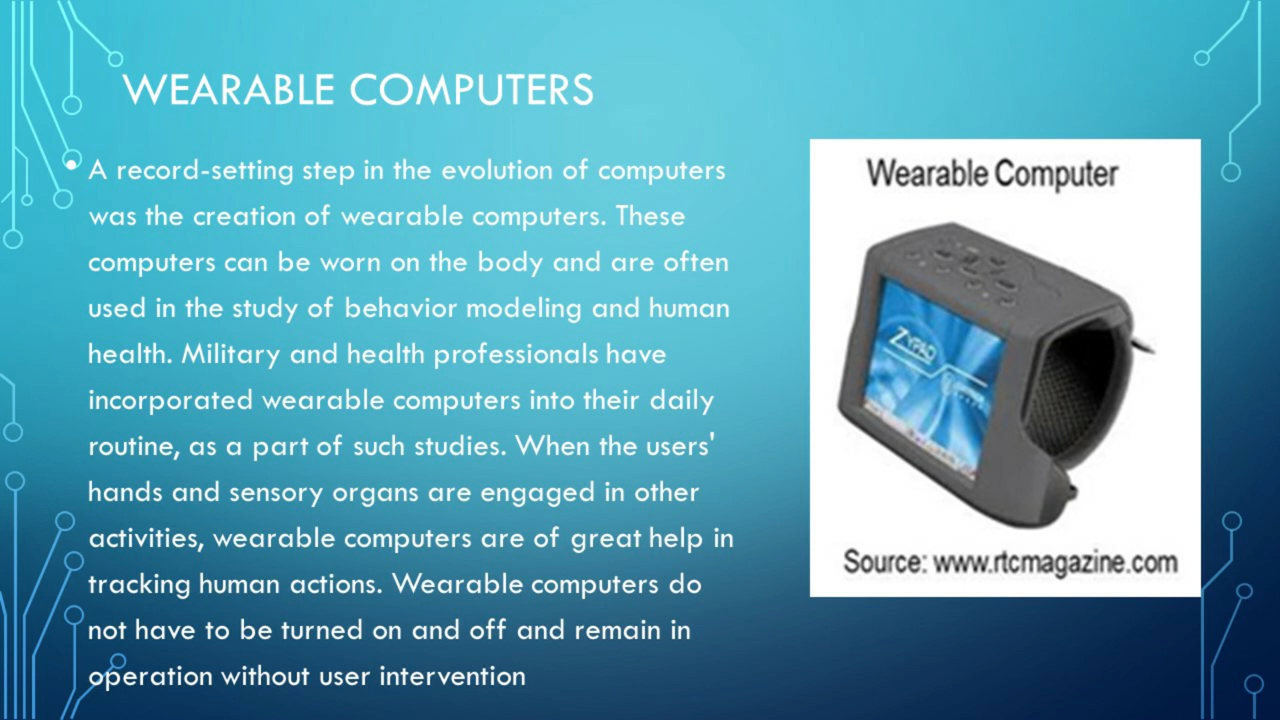 WEARABLE COMPUTERS
• A record-setting step in the evolution of computers
was the creation of wearable computers. These
computers can be worn on the body and are often
used in the study of behavior modeling and human
health. Military and health professionals have
incorporated wearable computers into their daily
routine, as a part of such studies. When the users'
hands and sensory organs are engaged in other
activities, wearable computers are of great help in
tracking human actions. Wearable computers do
not have to be turned on and off and remain in
operation without user intervention
Wearable Computer
ZYPAD
Source: www.rtcmagazine.com